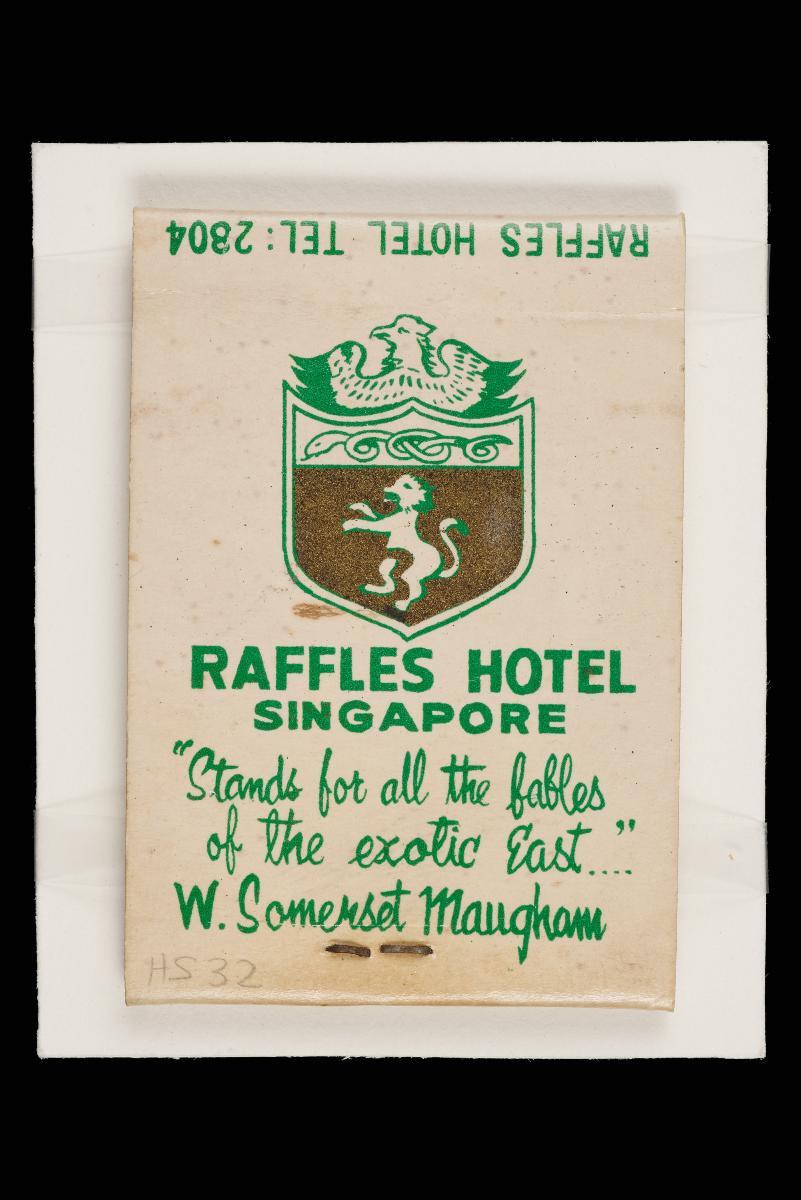 RAFFLES HOTEL TEL: 2804
RAFFLES HOTEL
SINGAPORE
"Stands for all the fables
of the exotic East...."
W. Somerset Maugham
HS 32